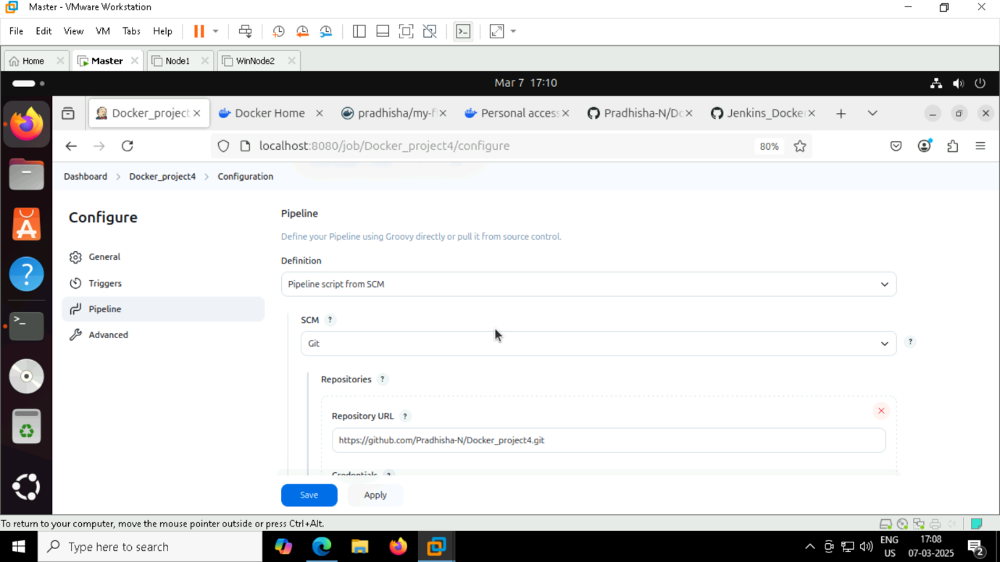 Master - VMware Workstation
File Edit View VM Tabs Help
Home Master Node1 WinNode2
Mar 7 17:10
Docker_project Docker Home pradhisha/my-fi Personal access Pradhisha-N/Do Jenkins_Docker
localhost:8080/job/Docker_project4/configure 80%
Dashboard Docker_project4 Configuration
Configure
General
Triggers
Pipeline
Advanced
Pipeline
Define your Pipeline using Groovy directly or pull it from source control.
Definition
Pipeline script from SCM
SCM ?
Git ?
Repositories ?
Repository URL ?
https://github.com/Pradhisha-N/Docker_project4.git
Credentials ?
Save Apply
To return to your computer, move the mouse pointer outside or press Ctrl+Alt.
Type here to search
ENG 17:08
US 07-03-2025 2